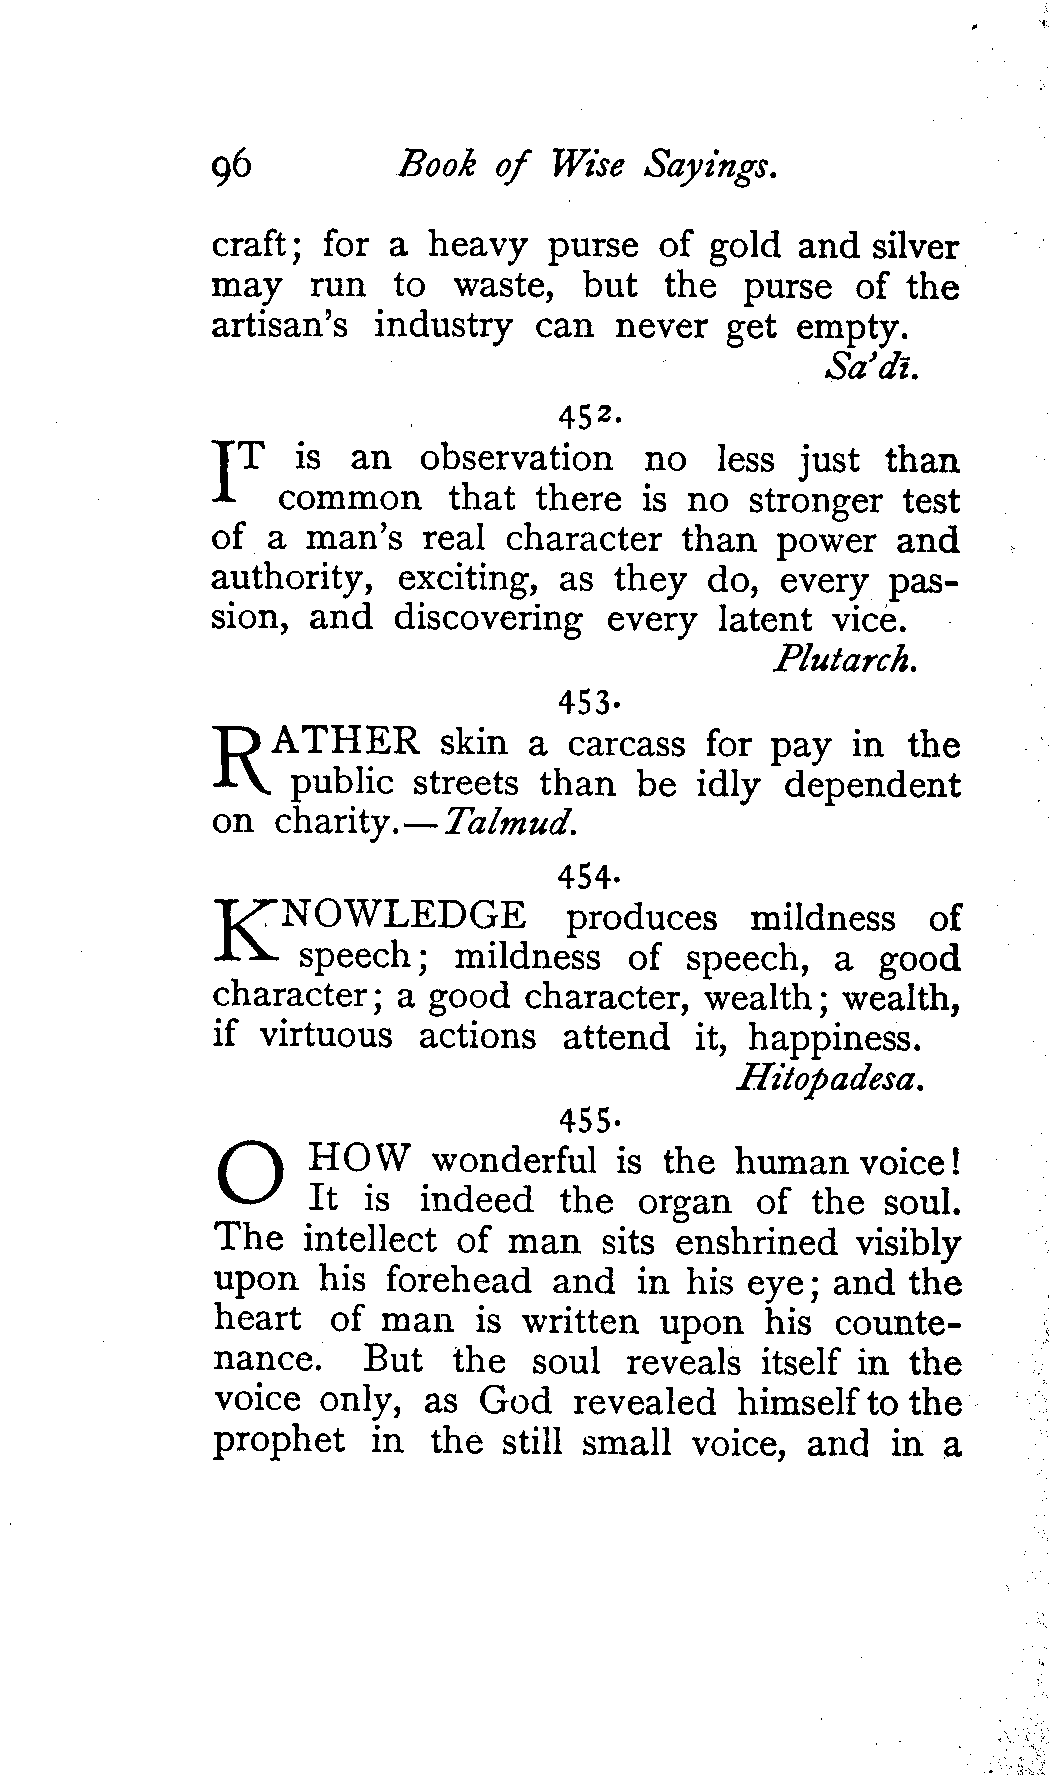 96 Book of Wise Sayings.
craft; for a heavy purse of gold and silver
may run to waste, but the purse of the
artisan's industry can never get empty.
Sa'dī.
452.
IT is an observation no less just than
common that there is no stronger test
of a man's real character than power and
authority, exciting, as they do, every pas-
sion, and discovering every latent vice.
Plutarch.
453.
RATHER skin a carcass for pay in the
public streets than be idly dependent
on charity.—Talmud.
454.
KNOWLEDGE produces mildness of
speech; mildness of speech, a good
character; a good character, wealth; wealth,
if virtuous actions attend it, happiness.
Hitopadesa.
455.
O HOW wonderful is the human voice!
It is indeed the organ of the soul.
The intellect of man sits enshrined visibly
upon his forehead and in his eye; and the
heart of man is written upon his counte-
nance. But the soul reveals itself in the
voice only, as God revealed himself to the
prophet in the still small voice, and in a